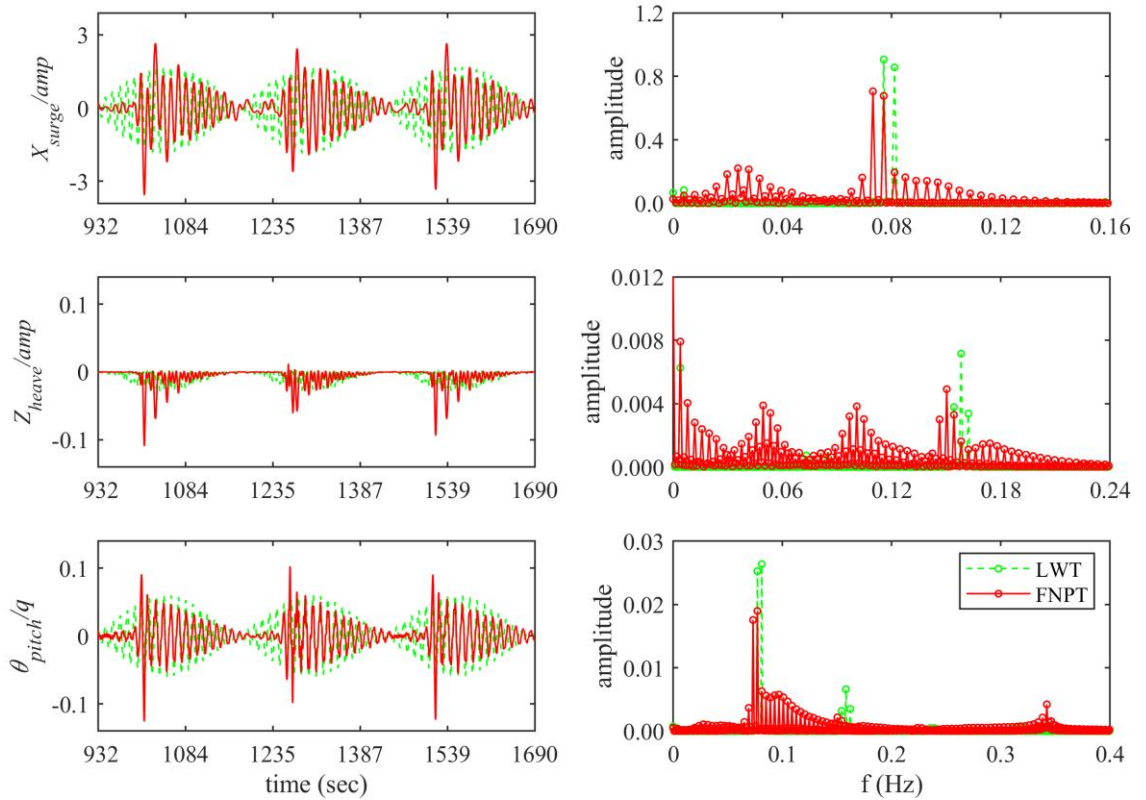 3
0
-3
X_surge/amp
932 1084 1235 1387 1539 1690
1.2
0.8
0.4
0.0
amplitude
0 0.04 0.08 0.12 0.16
0.1
0
-0.1
Z_heave/amp
932 1084 1235 1387 1539 1690
0.012
0.008
0.004
0.000
amplitude
0 0.06 0.12 0.18 0.24
0.1
0
-0.1
θ_pitch/q
932 1084 1235 1387 1539 1690
time (sec)
0.03
0.02
0.01
0.00
amplitude
LWT
FNPT
0 0.1 0.2 0.3 0.4
f (Hz)